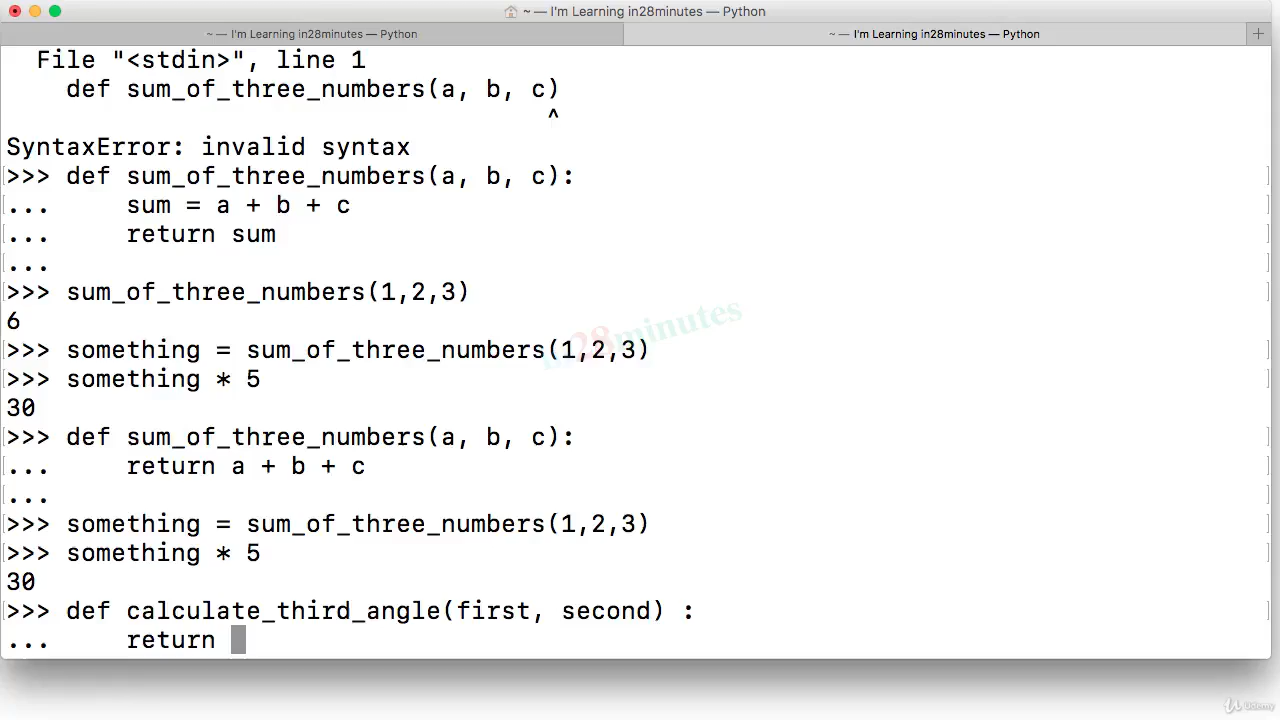 ~ — I'm Learning in28minutes — Python
~ — I'm Learning in28minutes — Python
~ — I'm Learning in28minutes — Python
File "<stdin>", line 1
def sum_of_three_numbers(a, b, c)
^
SyntaxError: invalid syntax
>>> def sum_of_three_numbers(a, b, c):
... sum = a + b + c
... return sum
...
>>> sum_of_three_numbers(1,2,3)
6
>>> something = sum_of_three_numbers(1,2,3)
>>> something * 5
30
>>> def sum_of_three_numbers(a, b, c):
... return a + b + c
...
>>> something = sum_of_three_numbers(1,2,3)
>>> something * 5
30
>>> def calculate_third_angle(first, second) :
... return
in28minutes
Udemy